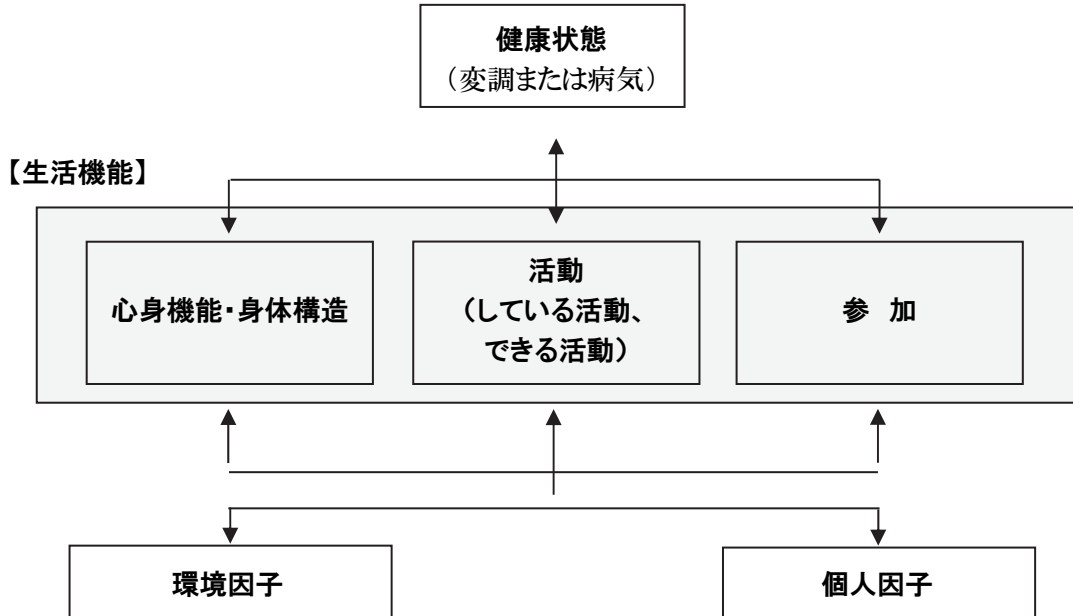 健康状態
（変調または病気）
【生活機能】
心身機能・身体構造
活動
（している活動、
できる活動）
参 加
環境因子
個人因子